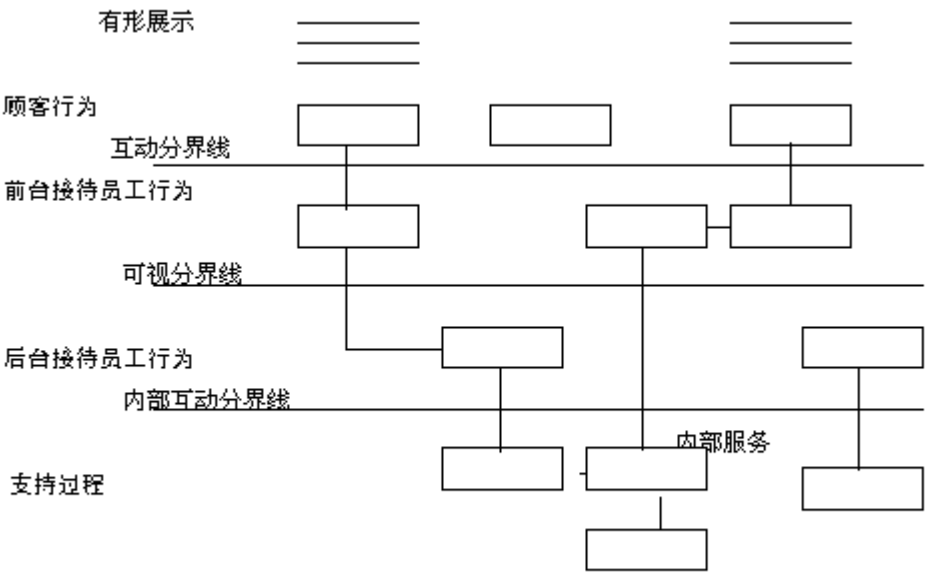 有形展示
顾客行为
互动分界线
前台接待员工行为
可视分界线
后台接待员工行为
内部互动分界线
内部服务
支持过程